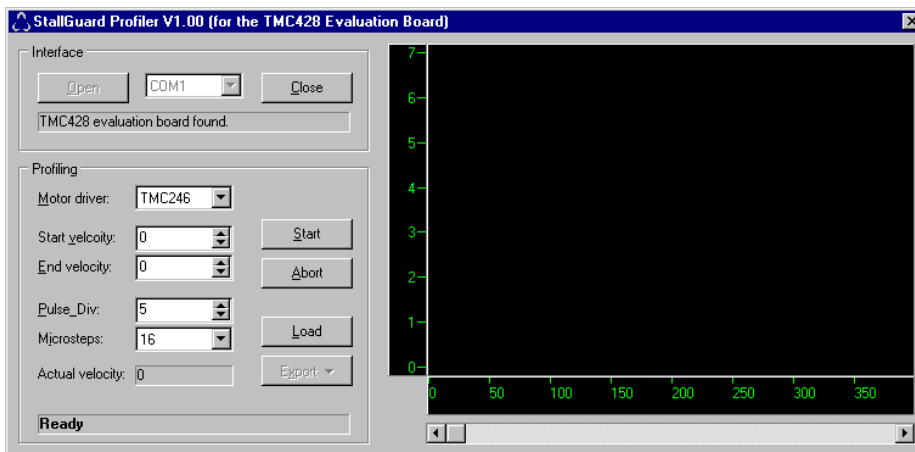 StallGuard Profiler V1.00 (for the TMC428 Evaluation Board)
Interface
Open
COM1
Close
TMC428 evaluation board found.
Profiling
Motor driver:
TMC246
Start velcoity:
0
Start
End velocity:
0
Abort
Pulse_Div:
5
Microsteps:
16
Load
Actual velocity:
0
Export
Ready
7
6
5
4
3
2
1
0
0 50 100 150 200 250 300 350